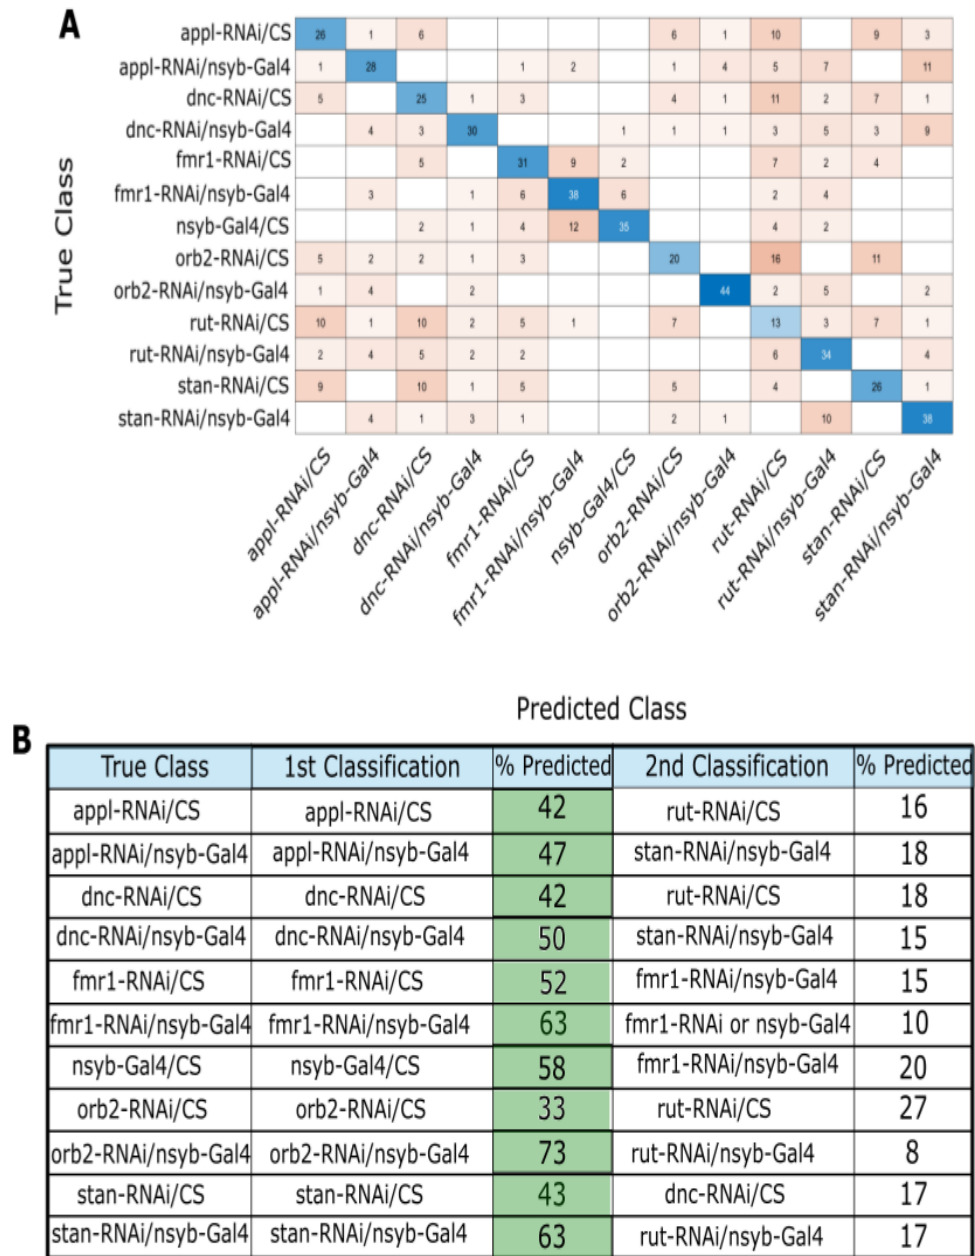 A
True Class
appl-RNAi/CS 26 1 6 6 1 10 9 3
appl-RNAi/nsyb-Gal4 1 28 1 2 1 4 5 7 11
dnc-RNAi/CS 5 25 1 3 4 1 11 2 7 1
dnc-RNAi/nsyb-Gal4 4 3 30 1 1 1 3 5 3 9
fmr1-RNAi/CS 5 31 9 2 7 2 4
fmr1-RNAi/nsyb-Gal4 3 1 6 38 6 2 4
nsyb-Gal4/CS 2 1 4 12 35 4 2
orb2-RNAi/CS 5 2 2 1 3 20 16 11
orb2-RNAi/nsyb-Gal4 1 4 2 44 2 5 2
rut-RNAi/CS 10 1 10 2 5 1 7 13 3 7 1
rut-RNAi/nsyb-Gal4 2 4 5 2 2 6 34 4
stan-RNAi/CS 9 10 1 5 5 4 26 1
stan-RNAi/nsyb-Gal4 4 1 3 1 2 1 10 38
appl-RNAi/CS
appl-RNAi/nsyb-Gal4
dnc-RNAi/CS
dnc-RNAi/nsyb-Gal4
fmr1-RNAi/CS
fmr1-RNAi/nsyb-Gal4
nsyb-Gal4/CS
orb2-RNAi/CS
orb2-RNAi/nsyb-Gal4
rut-RNAi/CS
rut-RNAi/nsyb-Gal4
stan-RNAi/CS
stan-RNAi/nsyb-Gal4
Predicted Class
B
True Class 1st Classification % Predicted 2nd Classification % Predicted
appl-RNAi/CS appl-RNAi/CS 42 rut-RNAi/CS 16
appl-RNAi/nsyb-Gal4 appl-RNAi/nsyb-Gal4 47 stan-RNAi/nsyb-Gal4 18
dnc-RNAi/CS dnc-RNAi/CS 42 rut-RNAi/CS 18
dnc-RNAi/nsyb-Gal4 dnc-RNAi/nsyb-Gal4 50 stan-RNAi/nsyb-Gal4 15
fmr1-RNAi/CS fmr1-RNAi/CS 52 fmr1-RNAi/nsyb-Gal4 15
fmr1-RNAi/nsyb-Gal4 fmr1-RNAi/nsyb-Gal4 63 fmr1-RNAi or nsyb-Gal4 10
nsyb-Gal4/CS nsyb-Gal4/CS 58 fmr1-RNAi/nsyb-Gal4 20
orb2-RNAi/CS orb2-RNAi/CS 33 rut-RNAi/CS 27
orb2-RNAi/nsyb-Gal4 orb2-RNAi/nsyb-Gal4 73 rut-RNAi/nsyb-Gal4 8
stan-RNAi/CS stan-RNAi/CS 43 dnc-RNAi/CS 17
stan-RNAi/nsyb-Gal4 stan-RNAi/nsyb-Gal4 63 rut-RNAi/nsyb-Gal4 17